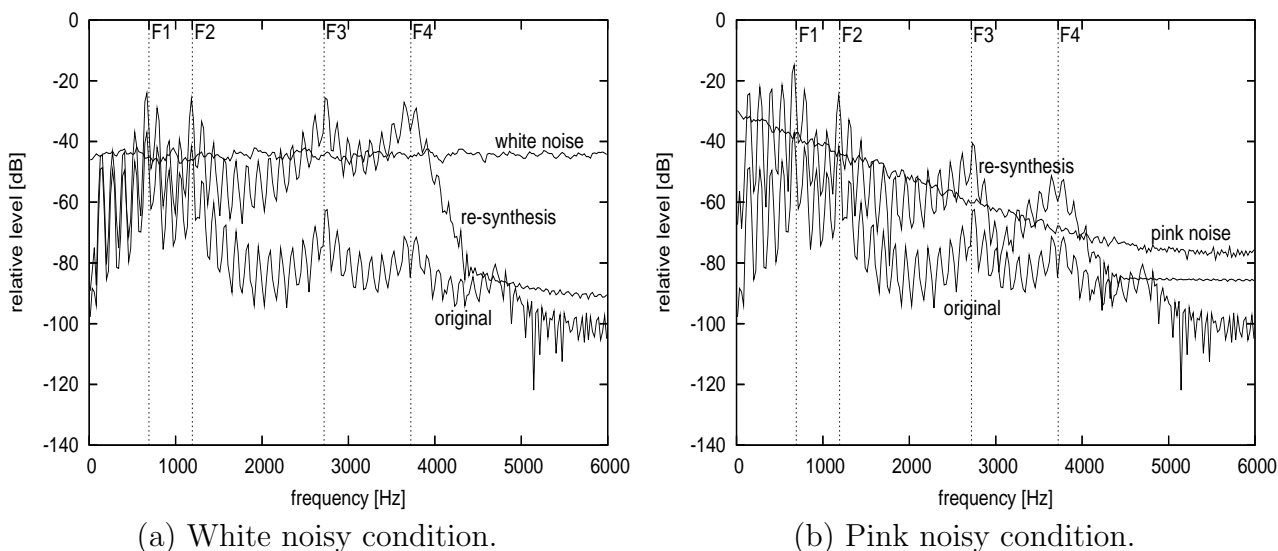 0
-20
-40
-60
-80
-100
-120
-140
relative level [dB]
F1 F2 F3 F4
white noise
re-synthesis
original
0 1000 2000 3000 4000 5000 6000
frequency [Hz]
(a) White noisy condition.
0
-20
-40
-60
-80
-100
-120
-140
relative level [dB]
F1 F2 F3 F4
re-synthesis
pink noise
original
0 1000 2000 3000 4000 5000 6000
frequency [Hz]
(b) Pink noisy condition.